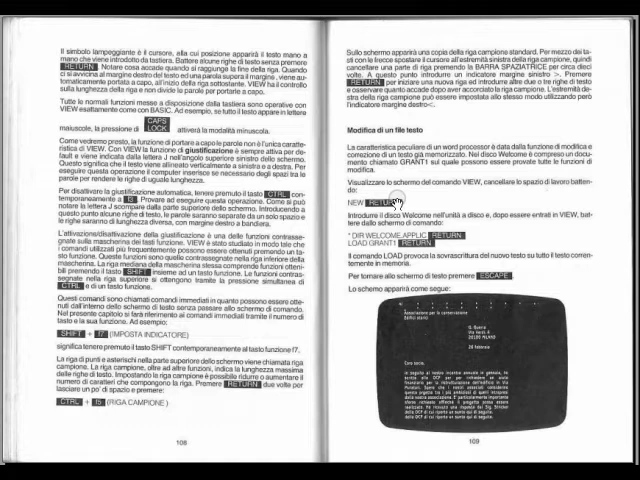 Il simbolo lampeggiante è il cursore, alla cui posizione apparirà il testo mano a
mano che viene introdotto da tastiera. Battere alcune righe di testo senza premere
RETURN. Notare cosa accade quando si raggiunge la fine della riga. Quando
ci si avvicina al margine destro del testo ed una parola supera il margine, viene au-
tomaticamente portata a capo, all'inizio della riga sottostante. VIEW ha il controllo
sulla lunghezza della riga e non divide le parole per portarle a capo.
Tutte le normali funzioni messe a disposizione dalla tastiera sono operative con
VIEW esattamente come con BASIC. Ad esempio, se tutto il testo appare in lettere
maiuscole, la pressione di CAPS LOCK attiverà la modalità minuscola.
Come vedremo presto, la funzione di portare a capo le parole non è l'unica caratte-
ristica di VIEW. Con VIEW la funzione di giustificazione è sempre attiva per de-
fault e viene indicata dalla lettera J nell'angolo superiore sinistro dello schermo.
Questo significa che il testo viene allineato verticalmente a sinistra e a destra. Per
eseguire questa operazione il computer inserisce se necessario degli spazi tra le
parole per rendere le righe di uguale lunghezza.
Per disattivare la giustificazione automatica, tenere premuto il tasto CTRL con-
temporaneamente a f3. Provare ad eseguire questa operazione. Come si può
notare la lettera J scompare dalla parte superiore dello schermo. Introducendo a
questo punto alcune righe di testo, le parole saranno separate da un solo spazio e
le righe saranno di lunghezza diversa, con margine destro non allineato.
L'attivazione/disattivazione della giustificazione è una delle funzioni contrasse-
gnate sulla mascherina dei tasti funzione. VIEW è stato studiato in modo tale che
i comandi utilizzati più frequentemente possono essere ottenuti premendo un ta-
sto funzione. Queste funzioni sono quelle contrassegnate nella riga inferiore della
mascherina. La riga mediana della mascherina stessa comprende funzioni otteni-
bili premendo il tasto SHIFT insieme ad un tasto funzione. Le funzioni contras-
segnate nella riga superiore si ottengono tramite la pressione simultanea di
CTRL e di un tasto funzione.
Questi comandi sono chiamati comandi immediati in quanto possono essere otte-
nuti dall'interno dello schermo di testo senza passare allo schermo di comando.
Nel presente capitolo si farà riferimento ai comandi immediati tramite il numero di
tasto e la sua funzione. Ad esempio:
SHIFT + f7 (IMPOSTA INDICATORE)
significa tenere premuto il tasto SHIFT contemporaneamente al tasto funzione f7.
La riga di punti e asterischi nella parte superiore dello schermo viene chiamata riga
campione. La riga campione, oltre ad altre funzioni, indica la lunghezza massima
delle righe di testo. Impostando la riga campione è possibile ridurre o aumentare il
numero di caratteri che compongono la riga. Premere RETURN due volte per
lasciare un po' di spazio e premere:
CTRL + f5 (RIGA CAMPIONE)
108
Sullo schermo apparirà una copia della riga campione standard. Per mezzo dei ta-
sti con le frecce spostare il cursore all'estremità sinistra della riga campione, quindi
cancellare una parte di riga premendo la BARRA SPAZIATRICE per circa dieci
volte. A questo punto introdurre un indicatore margine sinistro >. Premere
RETURN per iniziare una nuova riga ed introdurre altre due o tre righe di testo
e osservare quanto accade dopo aver accorciato la riga campione. L'estremità de-
stra della riga campione può essere impostata allo stesso modo utilizzando però
l'indicatore margine destro<.
Modifica di un file testo
La caratteristica peculiare di un word processor è data dalla funzione di modifica e
correzione di un testo già memorizzato. Nel disco Welcome è compreso un docu-
mento chiamato GRANT1 sul quale possono essere provate tutte le funzioni di
modifica.
Visualizzare lo schermo del comando VIEW, cancellare lo spazio di lavoro batten-
do:
NEW RETURN
Introdurre il disco Welcome nell'unità a disco e, dopo essere entrati in VIEW, bat-
tere dallo schermo di comando:
* DIR WELCOME.APPLIC RETURN
LOAD GRANT1 RETURN
Il comando LOAD provoca la sovrascrittura del nuovo testo su tutto il testo corren-
temente in memoria.
Per tornare allo schermo di testo premere ESCAPE.
Lo schermo apparirà come segue:
Associazione per la conservazione
Edifici storici
20100 MILANO
28 febbraio
Caro socio,
109